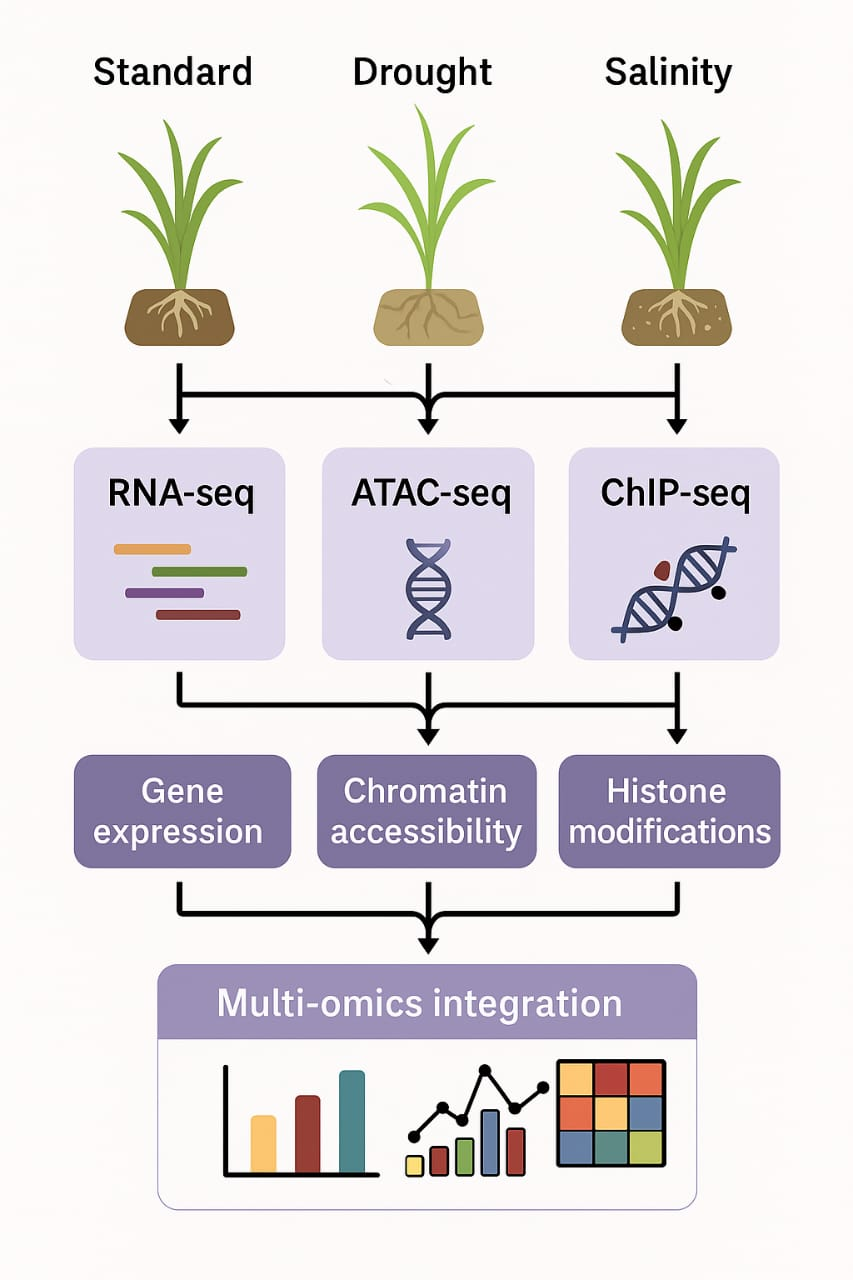 Standard
Drought
Salinity
RNA-seq
ATAC-seq
ChIP-seq
Gene
expression
Chromatin
accessibility
Histone
modifications
Multi-omics integration